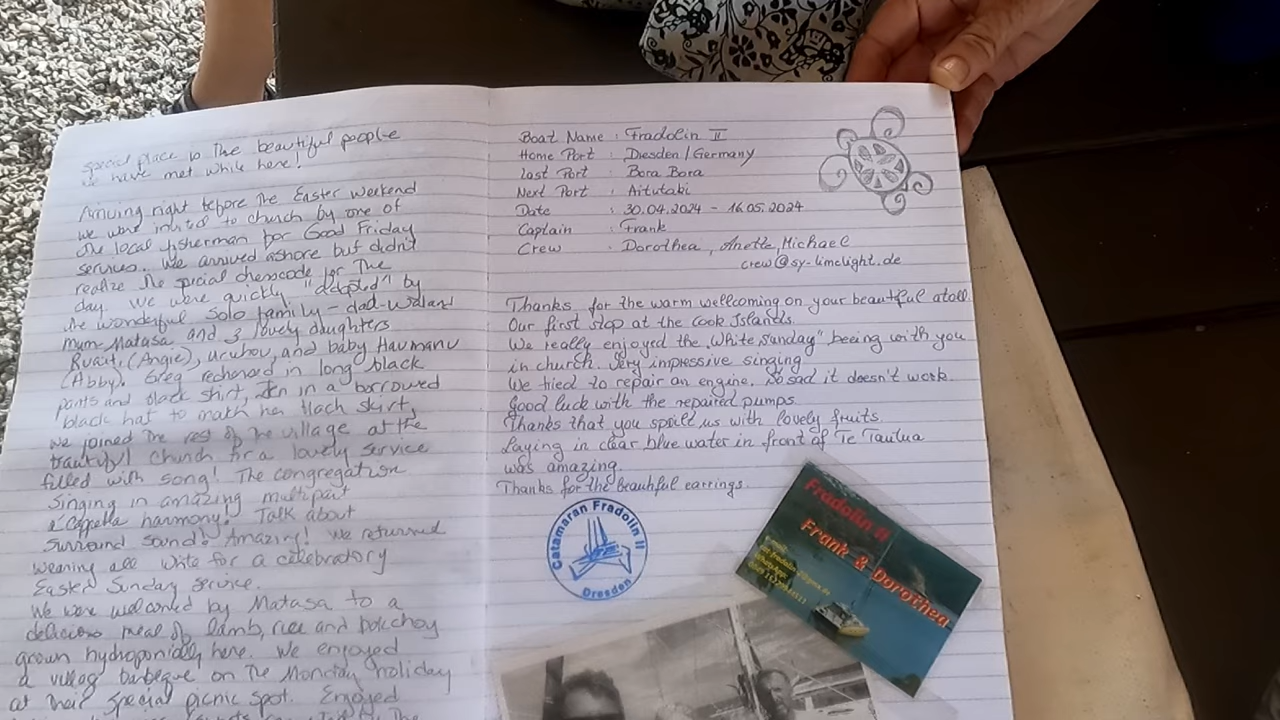 special place is the beautiful people
we have met while here!
Arriving right before the Easter weekend
we were invited to church by one of
the local fisherman for Good Friday
services. We arrived ashore but didn't
realize the special dresscode for the
day. We were quickly "adapted" by
the wonderful Solo family - dad-
mum Matasa and 3 lovely daughters
(Angie), and baby Haumanu
(Abby). Greg rechened in long black
pants and black shirt, Jen in a borrowed
black hat to math her black skirt,
we joined the rest of the village at the
beautiful church for a lovely service
filled with song! The congregation
singing in amazing multipart
a'cappella harmony! Talk about
surround sound! Amazing! We returned
wearing all white for a celebratory
Easter Sunday service.
We were welcomed by Matasa to a
delicious meal of lamb, rice and bokchoy
grown hydroponically here. We enjoyed
a village barbeque on the Monday holiday
at their special picnic spot. Enjoyed
Boat Name : Fradolin II
Home Port : Dresden / Germany
Last Port : Bora Bora
Next Port : Aitutaki
Date : 30.04.2024 - 16.05.2024
Captain : Frank
Crew : Dorothea, Anette, Michael
crew@sy-limelight.de
Thanks for the warm wellcoming on your beautful atoll.
Our first stop at the Cook Islands.
We really enjoyed the „White sunday" beeing with you
in church. Very impressive singing.
We tried to repair an engine. So sad it doesn't work.
Good luck with the repaired pumps.
Thanks that you spoil us with lovely fruits.
Laying in clear blue water in front of Te Tautua
was amazing.
Thanks for the beauhful earrings.
Catamaran Fradolin II
Dresden
Fradolin II
Frank & Dorothea